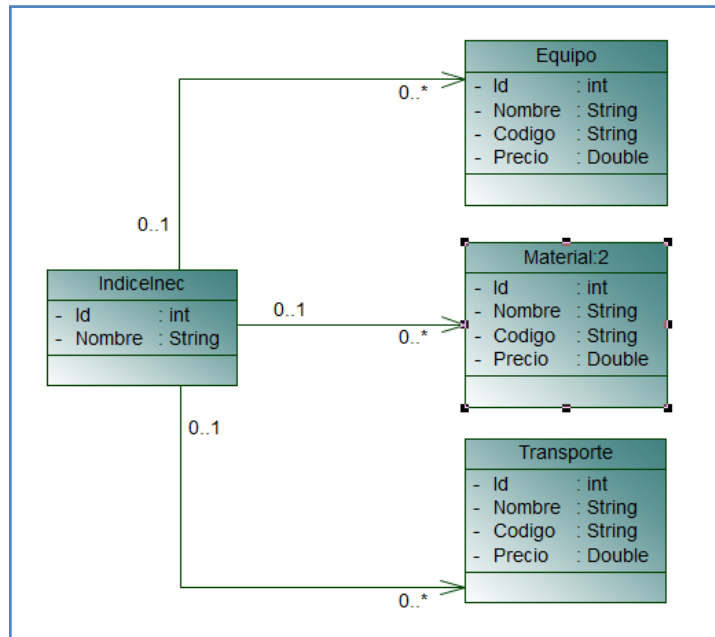 Equipo
- Id : int
- Nombre : String
- Codigo : String
- Precio : Double
0..*
0..1
IndiceInec
- Id : int
- Nombre : String
0..1
0..*
Material:2
- Id : int
- Nombre : String
- Codigo : String
- Precio : Double
0..1
0..*
Transporte
- Id : int
- Nombre : String
- Codigo : String
- Precio : Double